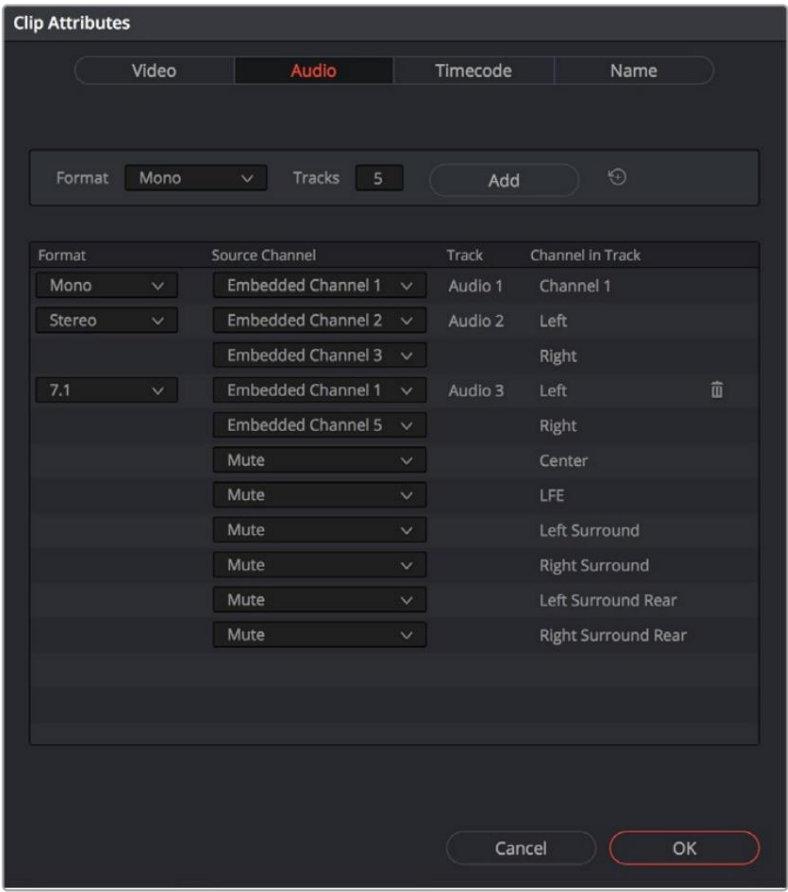 Clip Attributes
Video Audio Timecode Name
Format Mono Tracks 5 Add
Format Source Channel Track Channel in Track
Mono Embedded Channel 1 Audio 1 Channel 1
Stereo Embedded Channel 2 Audio 2 Left
Embedded Channel 3 Right
7.1 Embedded Channel 1 Audio 3 Left
Embedded Channel 5 Right
Mute Center
Mute LFE
Mute Left Surround
Mute Right Surround
Mute Left Surround Rear
Mute Right Surround Rear
Cancel OK